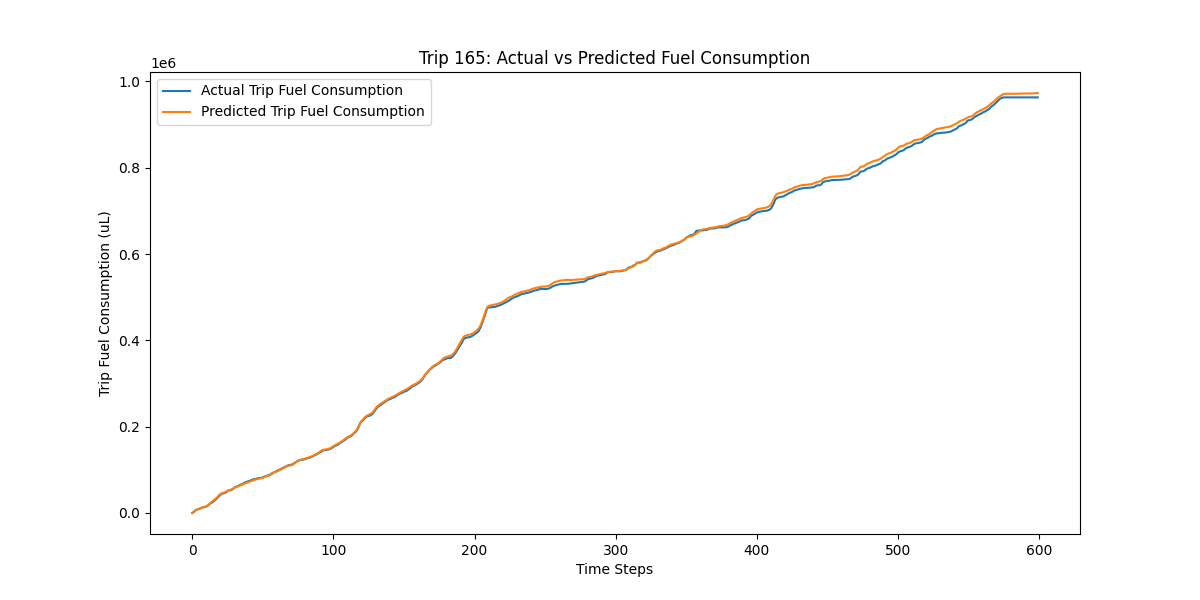 Trip 165: Actual vs Predicted Fuel Consumption
1e6
Actual Trip Fuel Consumption
Predicted Trip Fuel Consumption
Trip Fuel Consumption (uL)
1.0
0.8
0.6
0.4
0.2
0.0
0 100 200 300 400 500 600
Time Steps